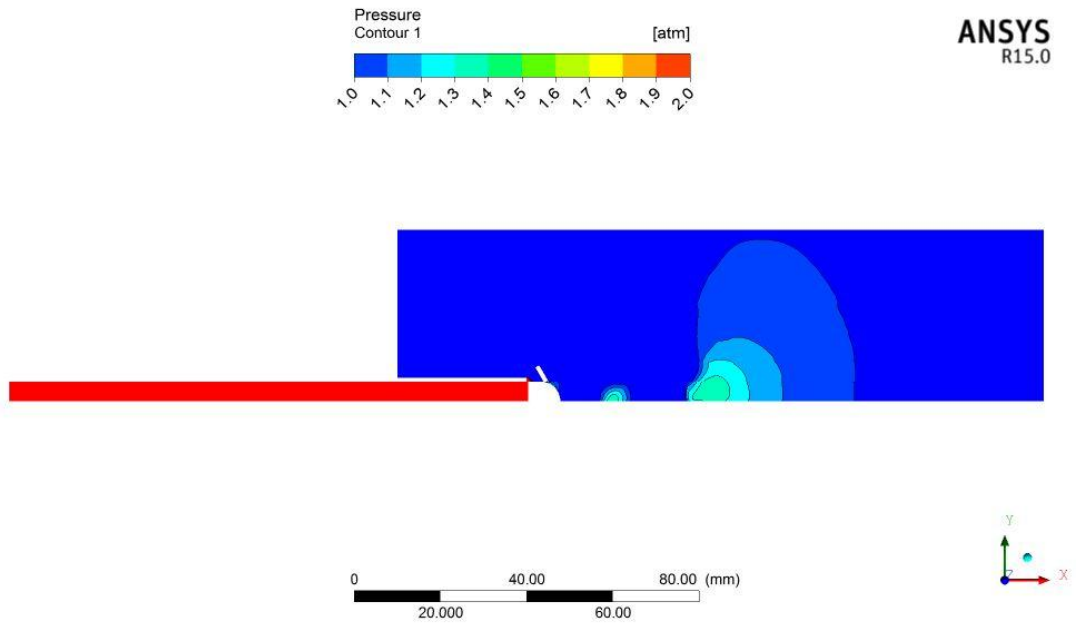 Pressure
Contour 1 [atm]
1.0 1.1 1.2 1.3 1.4 1.5 1.6 1.7 1.8 1.9 2.0
ANSYS
R15.0
0 40.00 80.00 (mm)
20.000 60.00
Y
Z X